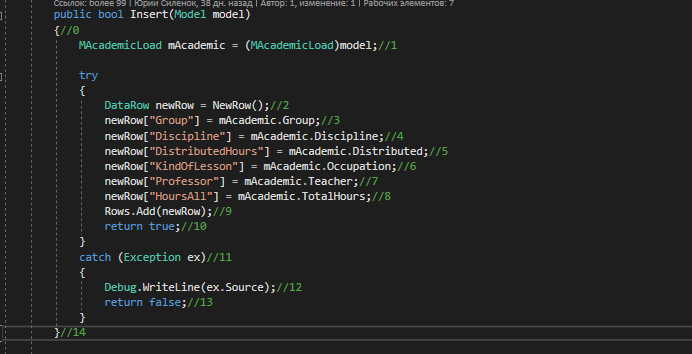 Ссылок: более 99 | Юрий Силенок, 38 дн. назад | Автор: 1, изменение: 1 | Рабочих элементов: 7
public bool Insert(Model model)
{//0
MAcademicLoad mAcademic = (MAcademicLoad)model;//1
try
{
DataRow newRow = NewRow();//2
newRow["Group"] = mAcademic.Group;//3
newRow["Discipline"] = mAcademic.Discipline;//4
newRow["DistributedHours"] = mAcademic.Distributed;//5
newRow["KindOfLesson"] = mAcademic.Occupation;//6
newRow["Professor"] = mAcademic.Teacher;//7
newRow["HoursAll"] = mAcademic.TotalHours;//8
Rows.Add(newRow);//9
return true;//10
}
catch (Exception ex)//11
{
Debug.WriteLine(ex.Source);//12
return false;//13
}
}//14